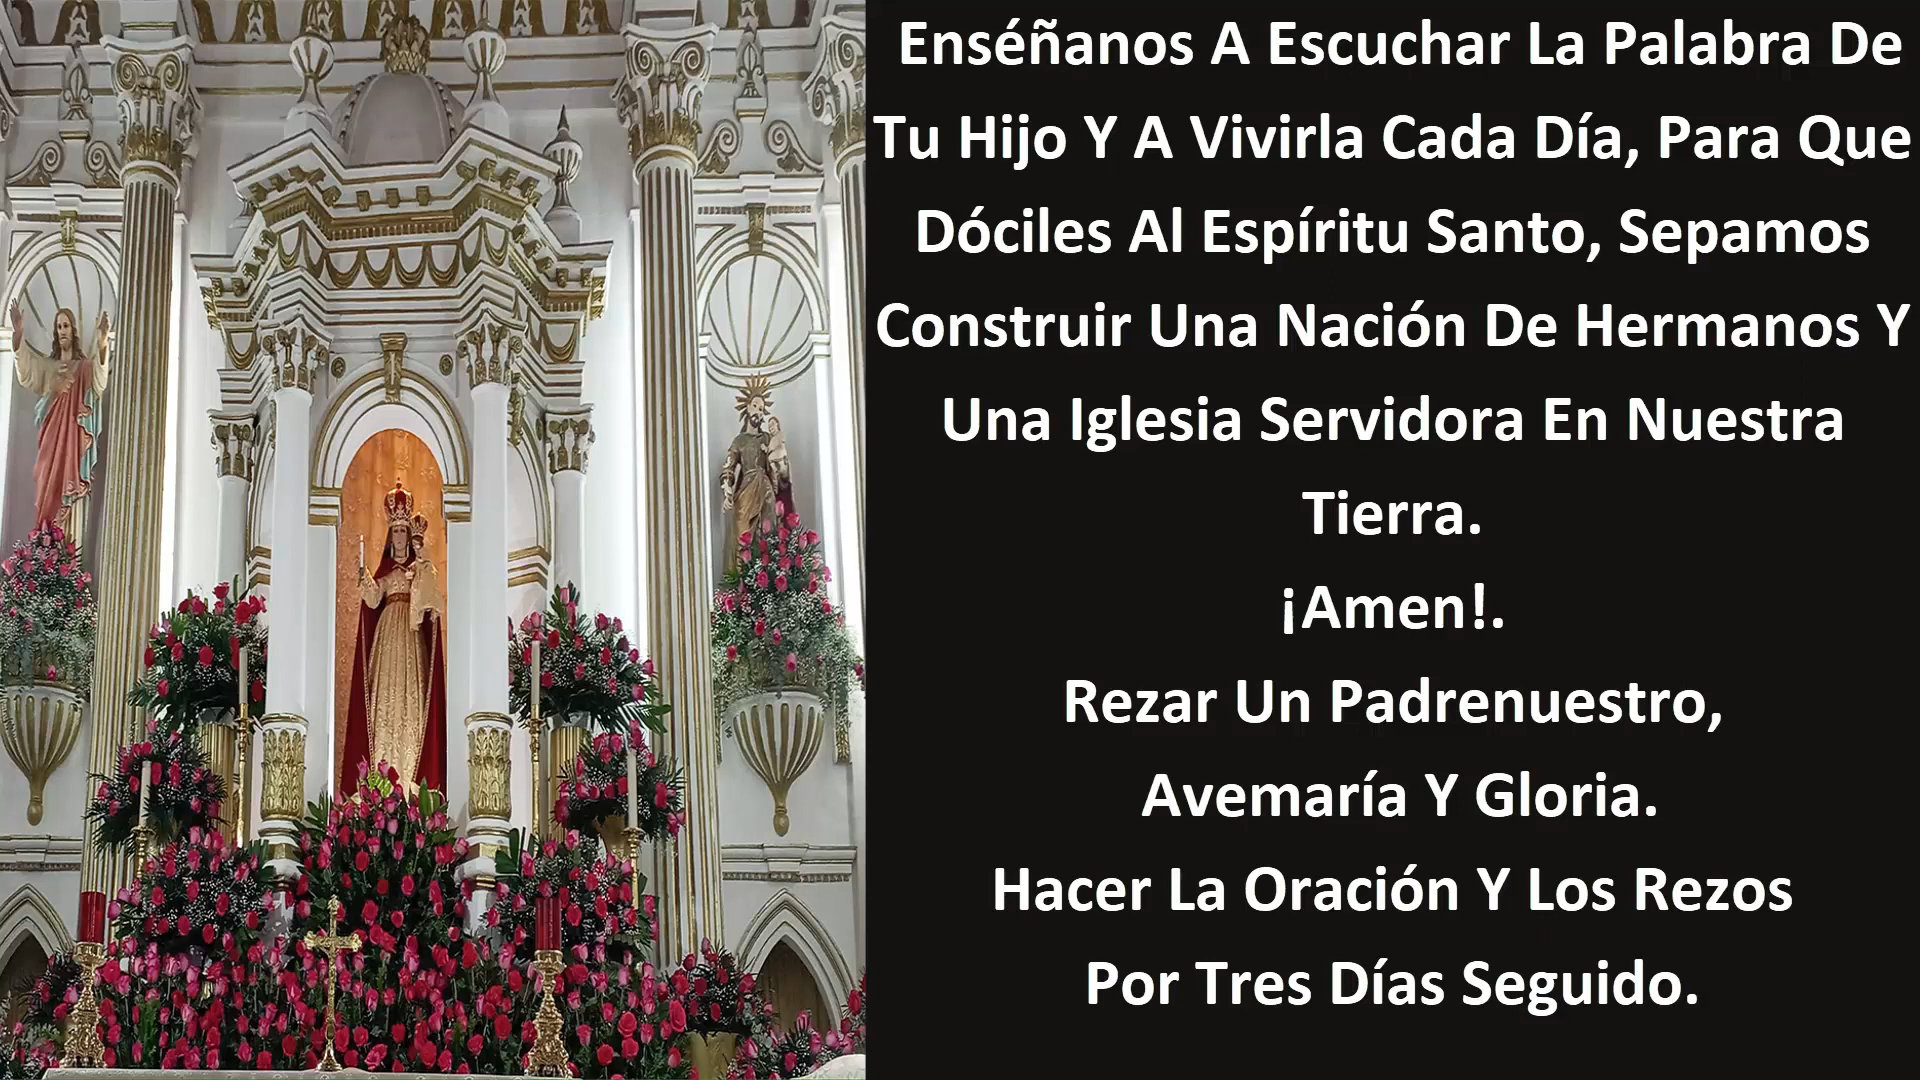 Enséñanos A Escuchar La Palabra De
Tu Hijo Y A Vivirla Cada Día, Para Que
Dóciles Al Espíritu Santo, Sepamos
Construir Una Nación De Hermanos Y
Una Iglesia Servidora En Nuestra
Tierra.
¡Amen!.
Rezar Un Padrenuestro,
Avemaría Y Gloria.
Hacer La Oración Y Los Rezos
Por Tres Días Seguido.